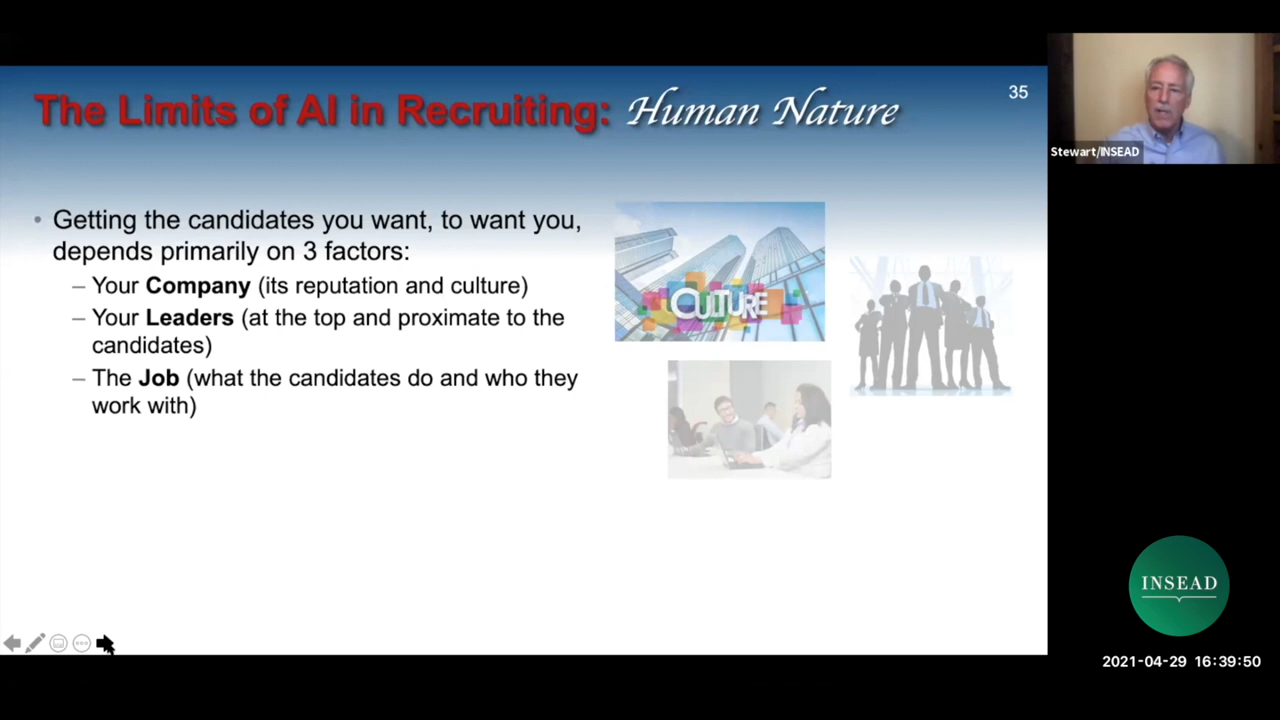 The Limits of AI in Recruiting: Human Nature
35
Stewart/INSEAD
• Getting the candidates you want, to want you,
depends primarily on 3 factors:
– Your Company (its reputation and culture)
– Your Leaders (at the top and proximate to the
candidates)
– The Job (what the candidates do and who they
work with)
CULTURE
INSEAD
2021-04-29 16:39:50